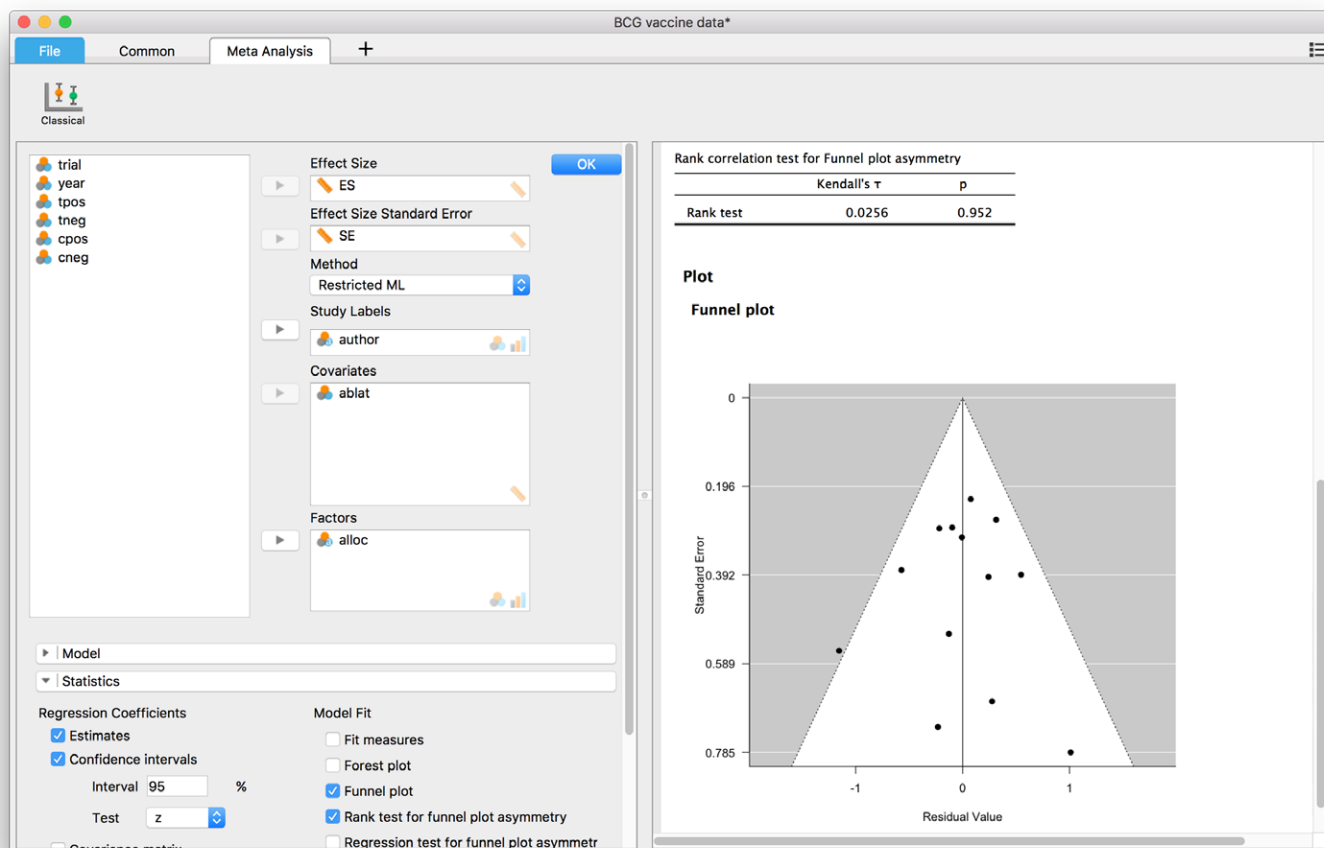 BCG vaccine data*
File Common Meta Analysis +
Classical
trial
year
tpos
tneg
cpos
cneg
Effect Size
OK
ES
Effect Size Standard Error
SE
Method
Restricted ML
Study Labels
author
Covariates
ablat
Factors
alloc
Model
Statistics
Regression Coefficients
Estimates
Confidence intervals
Interval 95 %
Test z
Covariance matrix
Model Fit
Fit measures
Forest plot
Funnel plot
Rank test for funnel plot asymmetry
Regression test for funnel plot asymmetr
Rank correlation test for Funnel plot asymmetry
Kendall's τ p
Rank test 0.0256 0.952
Plot
Funnel plot
0
0.196
0.392
0.589
0.785
Standard Error
-1 0 1
Residual Value